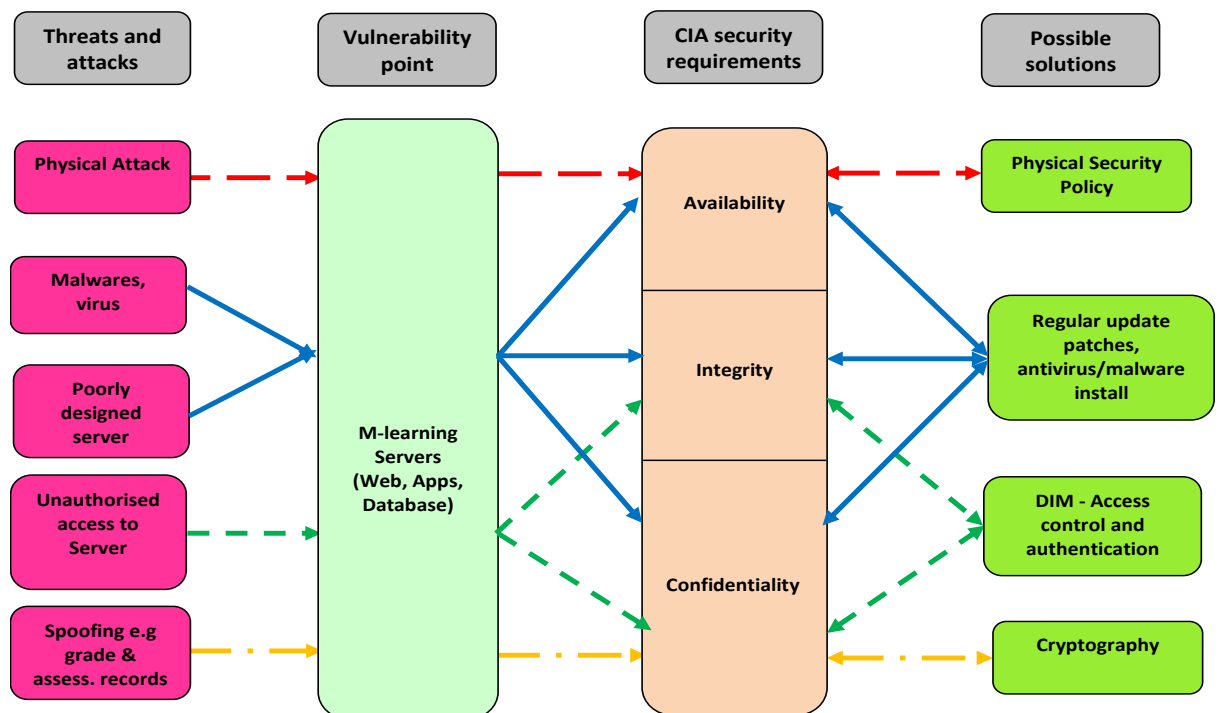 Threats and
attacks
Vulnerability
point
CIA security
requirements
Possible
solutions
Physical Attack
Malwares,
virus
Poorly
designed
server
Unauthorised
access to
Server
Spoofing e.g
grade &
assess. records
M-learning
Servers
(Web, Apps,
Database)
Availability
Integrity
Confidentiality
Physical Security
Policy
Regular update
patches,
antivirus/malware
install
DIM - Access
control and
authentication
Cryptography